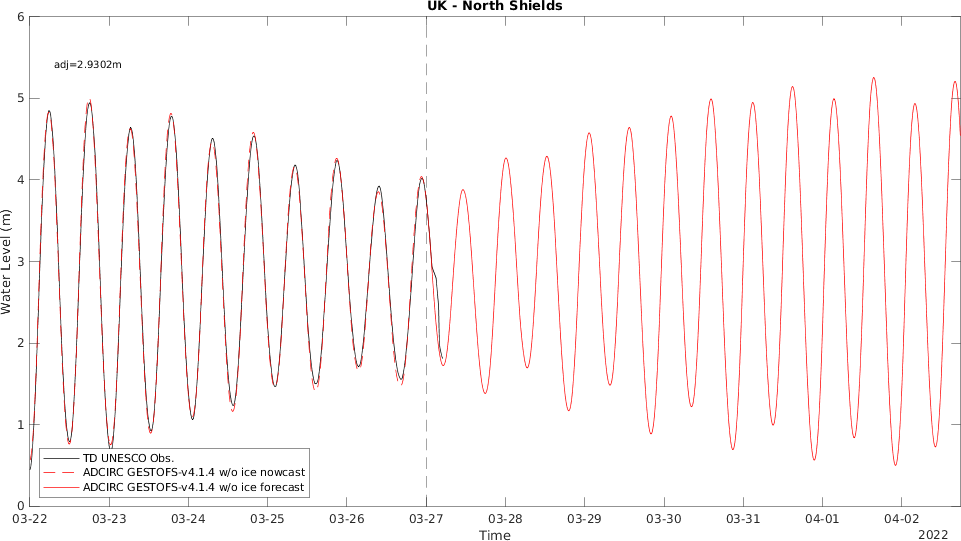 UK - North Shields
6
adj=2.9302m
5
4
3
2
1
0
Water Level (m)
TD UNESCO Obs.
ADCIRC GESTOFS-v4.1.4 w/o ice nowcast
ADCIRC GESTOFS-v4.1.4 w/o ice forecast
03-22 03-23 03-24 03-25 03-26 03-27 03-28 03-29 03-30 03-31 04-01 04-02
Time
2022